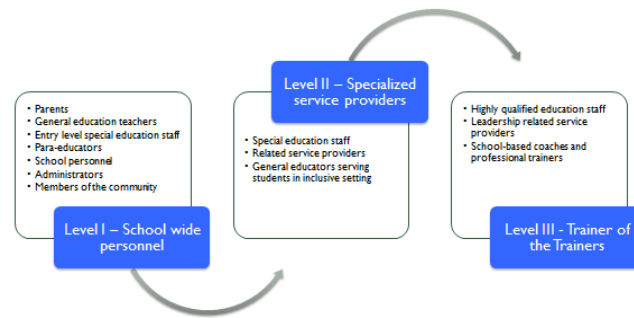 • Parents
• General education teachers
• Entry level special education staff
• Para-educators
• School personnel
• Administrators
• Members of the community
Level I – School wide
personnel
Level II – Specialized
service providers
• Special education staff
• Related service providers
• General educators serving
students in inclusive setting
• Highly qualified education staff
• Leadership related service
providers
• School-based coaches and
professional trainers
Level III - Trainer of
the Trainers